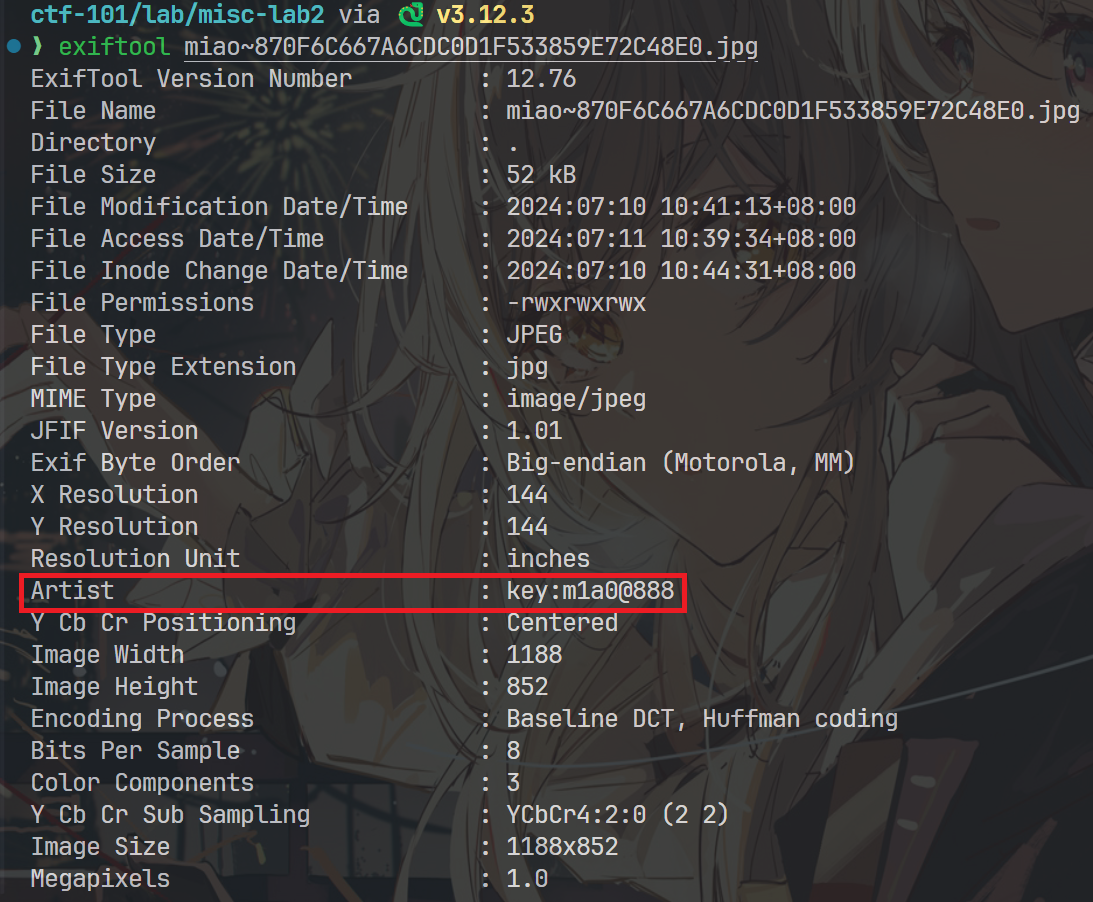 ctf-101/lab/misc-lab2 via v3.12.3
❯ exiftool miao~870F6C667A6CDC0D1F533859E72C48E0.jpg
ExifTool Version Number : 12.76
File Name : miao~870F6C667A6CDC0D1F533859E72C48E0.jpg
Directory : .
File Size : 52 kB
File Modification Date/Time : 2024:07:10 10:41:13+08:00
File Access Date/Time : 2024:07:11 10:39:34+08:00
File Inode Change Date/Time : 2024:07:10 10:44:31+08:00
File Permissions : -rwxrwxrwx
File Type : JPEG
File Type Extension : jpg
MIME Type : image/jpeg
JFIF Version : 1.01
Exif Byte Order : Big-endian (Motorola, MM)
X Resolution : 144
Y Resolution : 144
Resolution Unit : inches
Artist : key:m1a0@888
Y Cb Cr Positioning : Centered
Image Width : 1188
Image Height : 852
Encoding Process : Baseline DCT, Huffman coding
Bits Per Sample : 8
Color Components : 3
Y Cb Cr Sub Sampling : YCbCr4:2:0 (2 2)
Image Size : 1188x852
Megapixels : 1.0